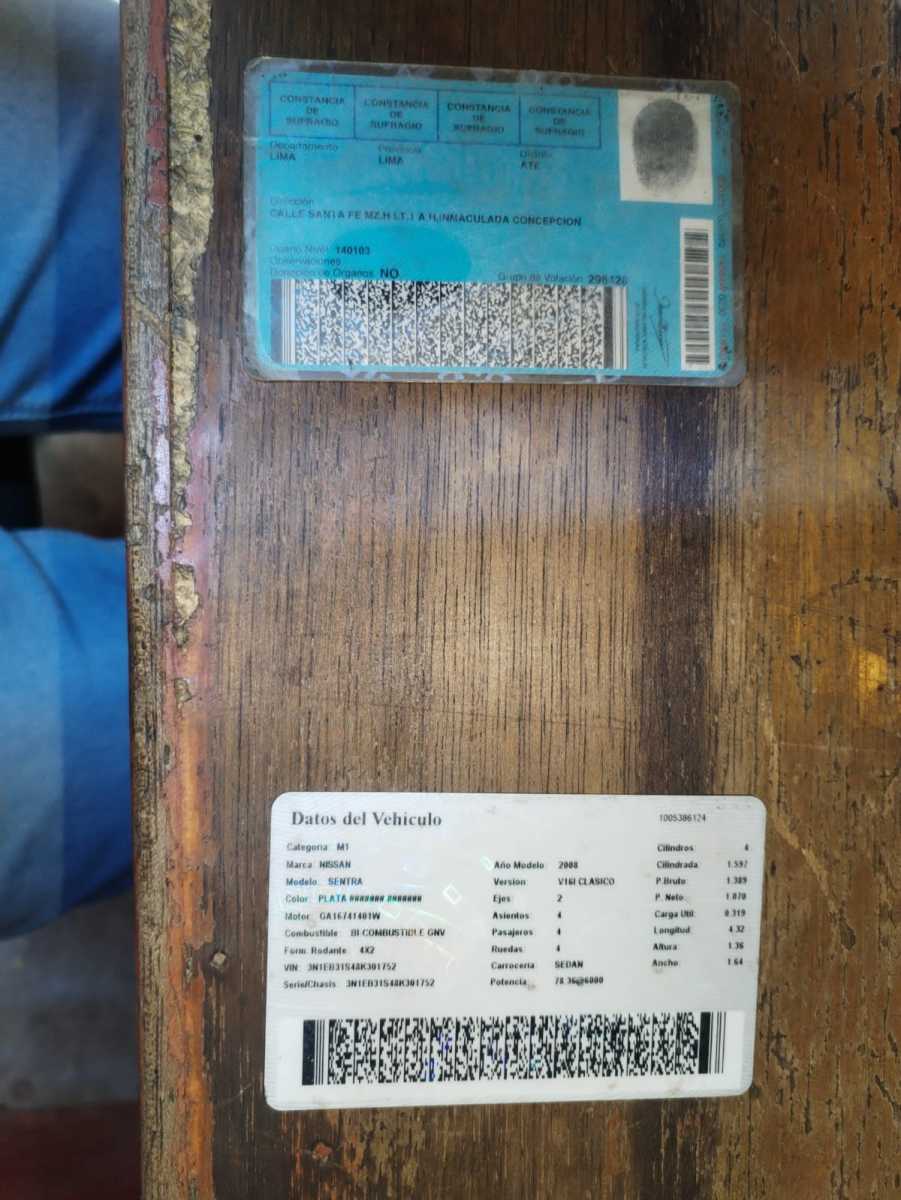 CONSTANCIA DE SUFRAGIO CONSTANCIA DE SUFRAGIO CONSTANCIA DE SUFRAGIO CONSTANCIA DE SUFRAGIO
Departamento Provincia Distrito
LIMA LIMA ATE
Dirección
CALLE SANTA FE MZ.H LT.1 A H.INMACULADA CONCEPCION
140103
Observaciones
Donación de Organos NO Grupo de Votación 296126
Datos del Vehículo 1005386124
Categoria: M1 Cilindros: 4
Marca: NISSAN Año Modelo: 2008 Cilindrada: 1.597
Modelo: SENTRA Version: V16I CLASICO P.Bruto: 1.389
Color: PLATA ####### ####### Ejes: 2 P. Neto: 1.070
Motor: GA16741401W Asientos: 4 Carga Util: 0.319
Combustible: BI-COMBUSTIBLE GNV Pasajeros: 4 Longitud: 4.32
Form. Rodante: 4X2 Ruedas: 4 Altura: 1.36
VIN: 3N1EB31S48K301752 Carroceria: SEDAN Ancho: 1.64
Serie/Chasis: 3N1EB31S48K301752 Potencia: 78.36@6000